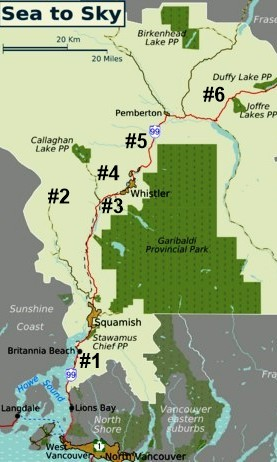 Sea to Sky
20 Km
20 Miles
Birkenhead
Lake PP
Fraser
Duffy Lake PP
#6
Joffre
Lakes PP
Pemberton
#5
99
Callaghan
Lake PP
#4
#2
Whistler
#3
Garibaldi
Provincial Park
Sunshine
Coast
Squamish
Stawamus
Chief PP
Britannia Beach
#1
99
Howe Sound
Langdale
Lions Bay
North
Shore
Vancouver
eastern
suburbs
Fra
1
West
Vancouver
North Vancouver